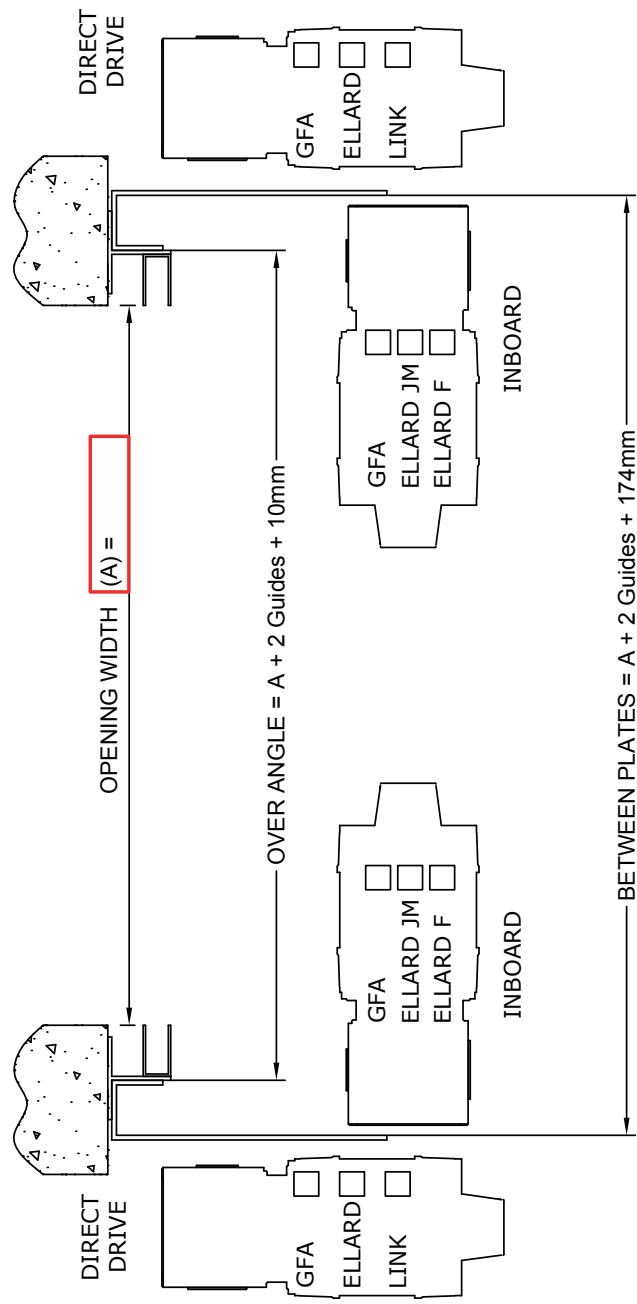 DIRECT
DRIVE
GFA
ELLARD
LINK
OPENING WIDTH (A) =
OVER ANGLE = A + 2 Guides + 10mm
GFA
ELLARD JM
ELLARD F
INBOARD
GFA
ELLARD JM
ELLARD F
INBOARD
BETWEEN PLATES = A + 2 Guides + 174mm
DIRECT
DRIVE
GFA
ELLARD
LINK